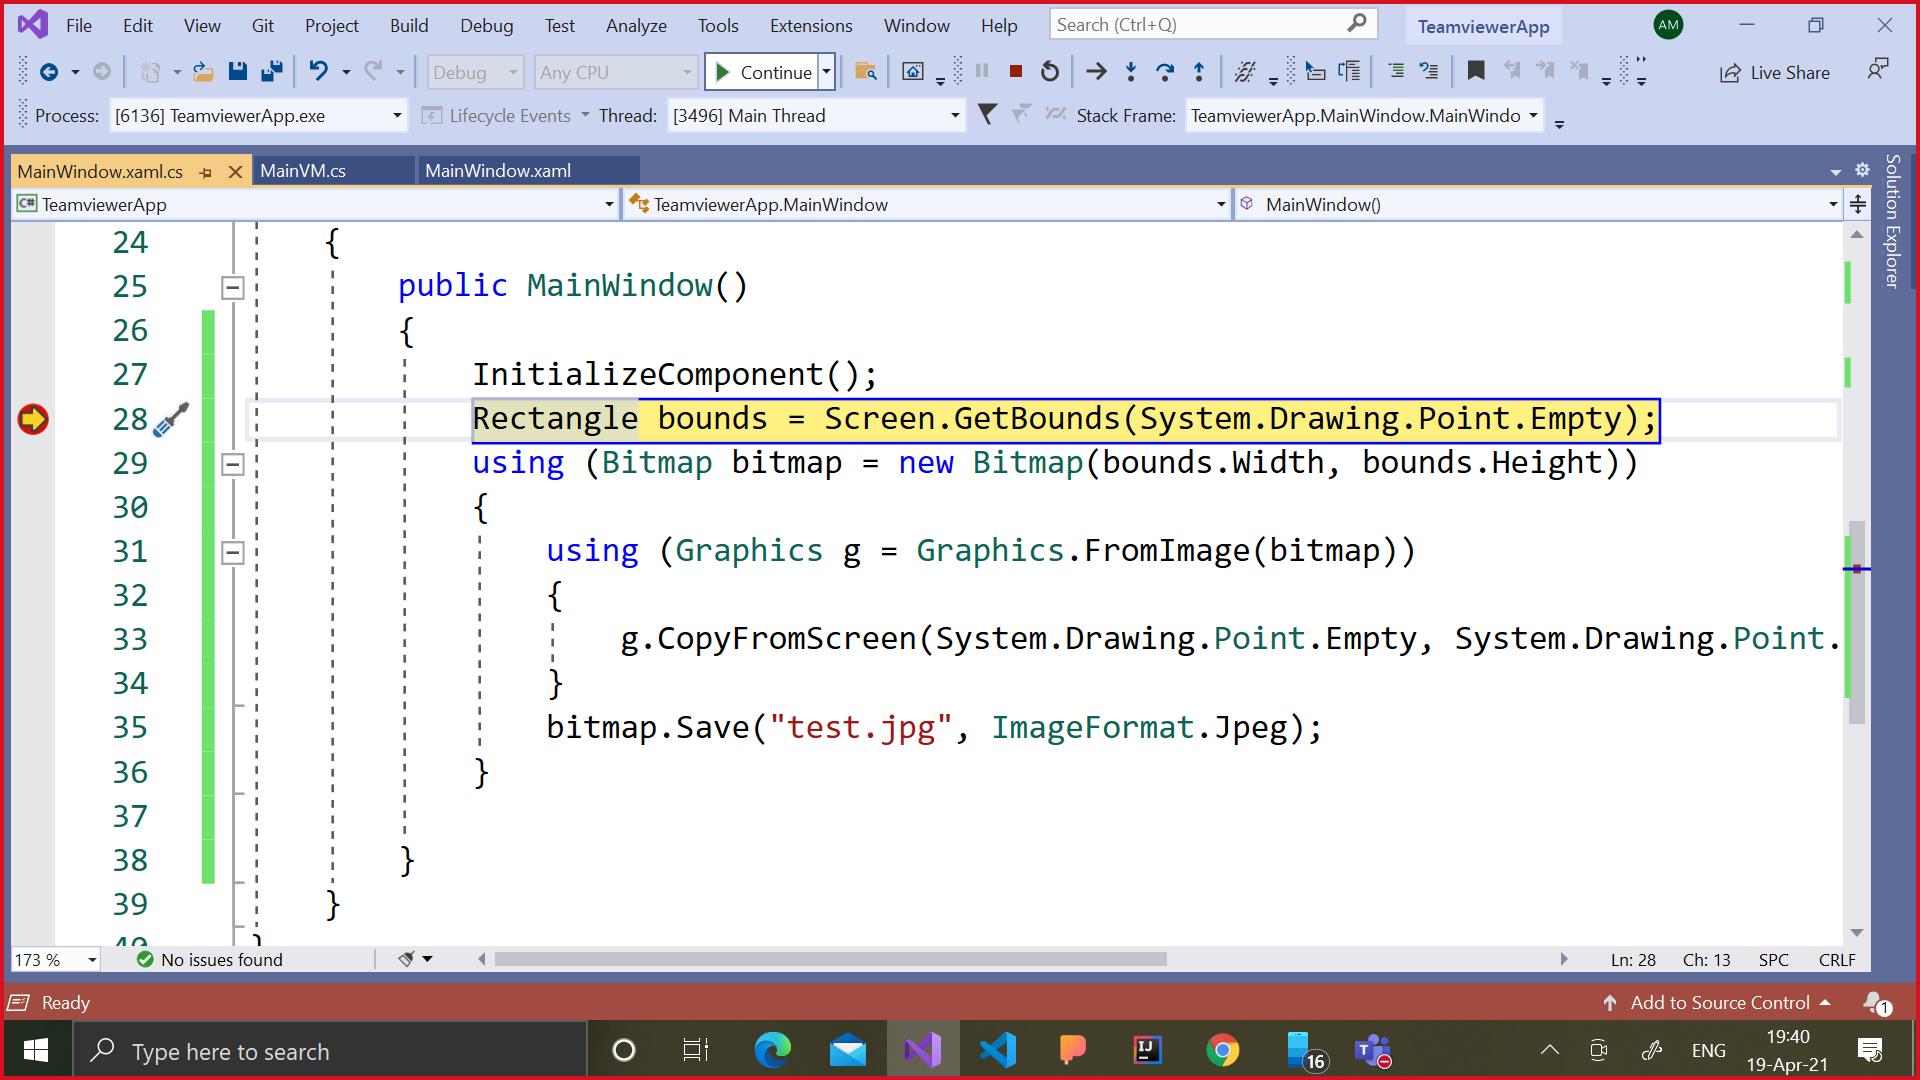 File Edit View Git Project Build Debug Test Analyze Tools Extensions Window Help Search (Ctrl+Q) TeamviewerApp AM
Debug Any CPU Continue Live Share
Process: [6136] TeamviewerApp.exe Lifecycle Events Thread: [3496] Main Thread Stack Frame: TeamviewerApp.MainWindow.MainWindo
MainWindow.xaml.cs MainVM.cs MainWindow.xaml
Solution Explorer
C# TeamviewerApp TeamviewerApp.MainWindow MainWindow()
24 {
25 public MainWindow()
26 {
27 InitializeComponent();
28 Rectangle bounds = Screen.GetBounds(System.Drawing.Point.Empty);
29 using (Bitmap bitmap = new Bitmap(bounds.Width, bounds.Height))
30 {
31 using (Graphics g = Graphics.FromImage(bitmap))
32 {
33 g.CopyFromScreen(System.Drawing.Point.Empty, System.Drawing.Point.
34 }
35 bitmap.Save("test.jpg", ImageFormat.Jpeg);
36 }
37
38 }
39 }
40 }
173 % No issues found Ln: 28 Ch: 13 SPC CRLF
Ready Add to Source Control 1
Type here to search IJ 16 T ENG 19:40
19-Apr-21